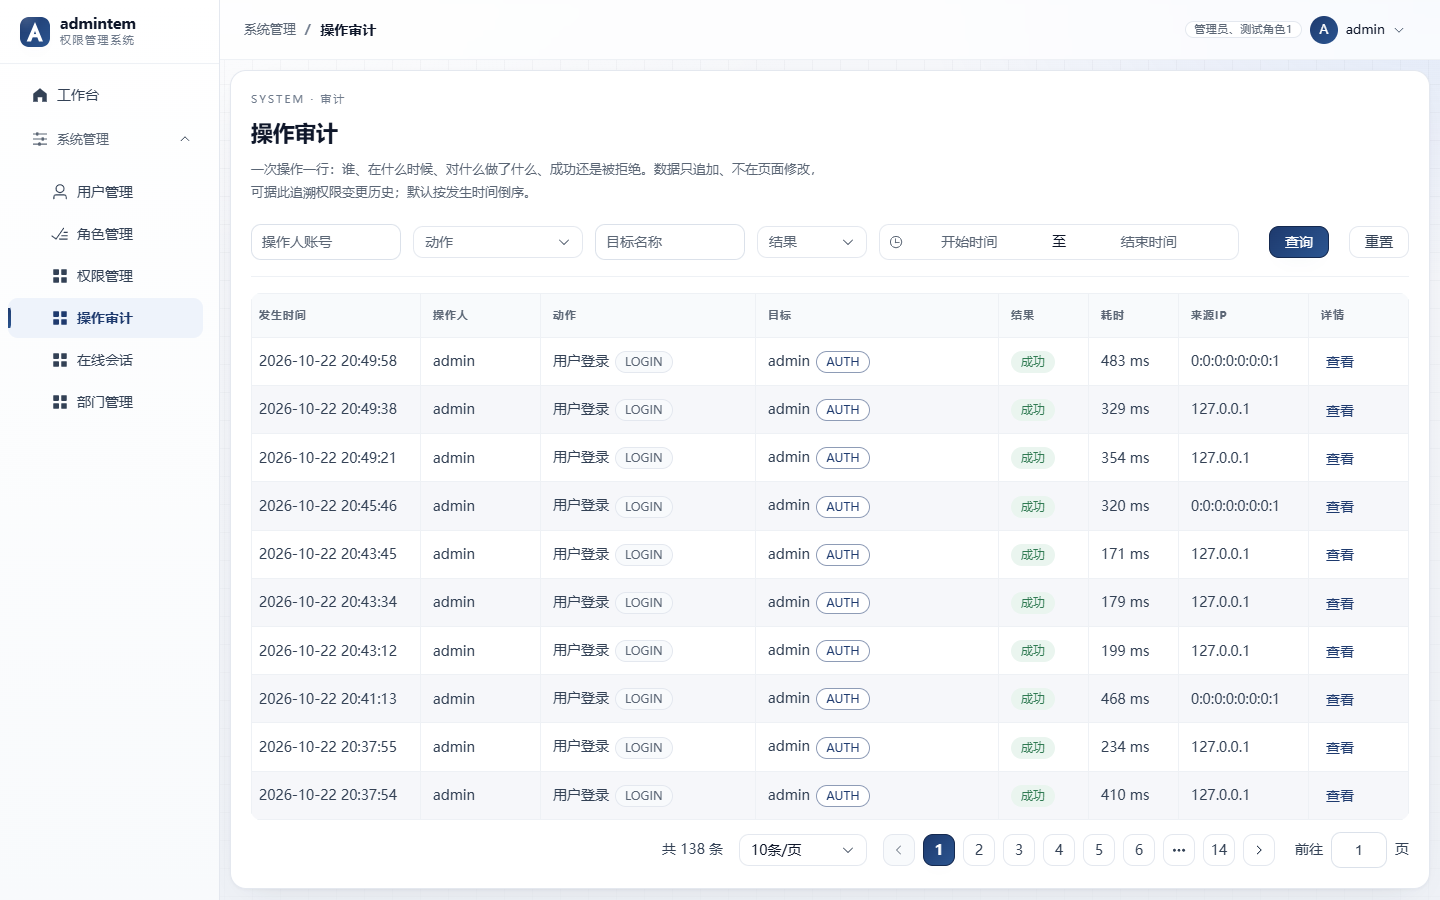 admintem
权限管理系统
系统管理 / 操作审计
管理员、测试角色1
A
admin
工作台
系统管理
用户管理
角色管理
权限管理
操作审计
在线会话
部门管理
SYSTEM · 审计
操作审计
一次操作一行：谁、在什么时候、对什么做了什么、成功还是被拒绝。数据只追加、不在页面修改，
可据此追溯权限变更历史；默认按发生时间倒序。
操作人账号 动作 目标名称 结果 开始时间 至 结束时间 查询 重置
发生时间 操作人 动作 目标 结果 耗时 来源IP 详情
2026-10-22 20:49:58 admin 用户登录 LOGIN admin AUTH 成功 483 ms 0:0:0:0:0:0:0:1 查看
2026-10-22 20:49:38 admin 用户登录 LOGIN admin AUTH 成功 329 ms 127.0.0.1 查看
2026-10-22 20:49:21 admin 用户登录 LOGIN admin AUTH 成功 354 ms 127.0.0.1 查看
2026-10-22 20:45:46 admin 用户登录 LOGIN admin AUTH 成功 320 ms 0:0:0:0:0:0:0:1 查看
2026-10-22 20:43:45 admin 用户登录 LOGIN admin AUTH 成功 171 ms 127.0.0.1 查看
2026-10-22 20:43:34 admin 用户登录 LOGIN admin AUTH 成功 179 ms 127.0.0.1 查看
2026-10-22 20:43:12 admin 用户登录 LOGIN admin AUTH 成功 199 ms 127.0.0.1 查看
2026-10-22 20:41:13 admin 用户登录 LOGIN admin AUTH 成功 468 ms 0:0:0:0:0:0:0:1 查看
2026-10-22 20:37:55 admin 用户登录 LOGIN admin AUTH 成功 234 ms 127.0.0.1 查看
2026-10-22 20:37:54 admin 用户登录 LOGIN admin AUTH 成功 410 ms 127.0.0.1 查看
共 138 条 10条/页 1 2 3 4 5 6 ••• 14 前往 1 页